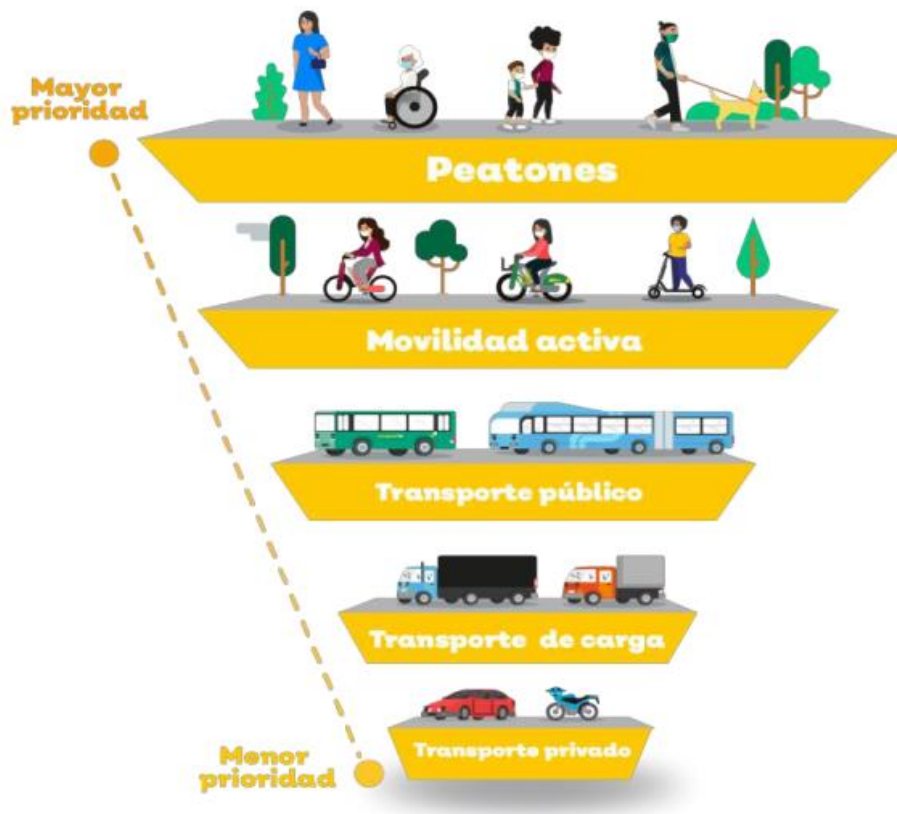 Mayor
prioridad
Peatones
Movilidad activa
Transporte público
Transporte de carga
Transporte privado
Menor
prioridad